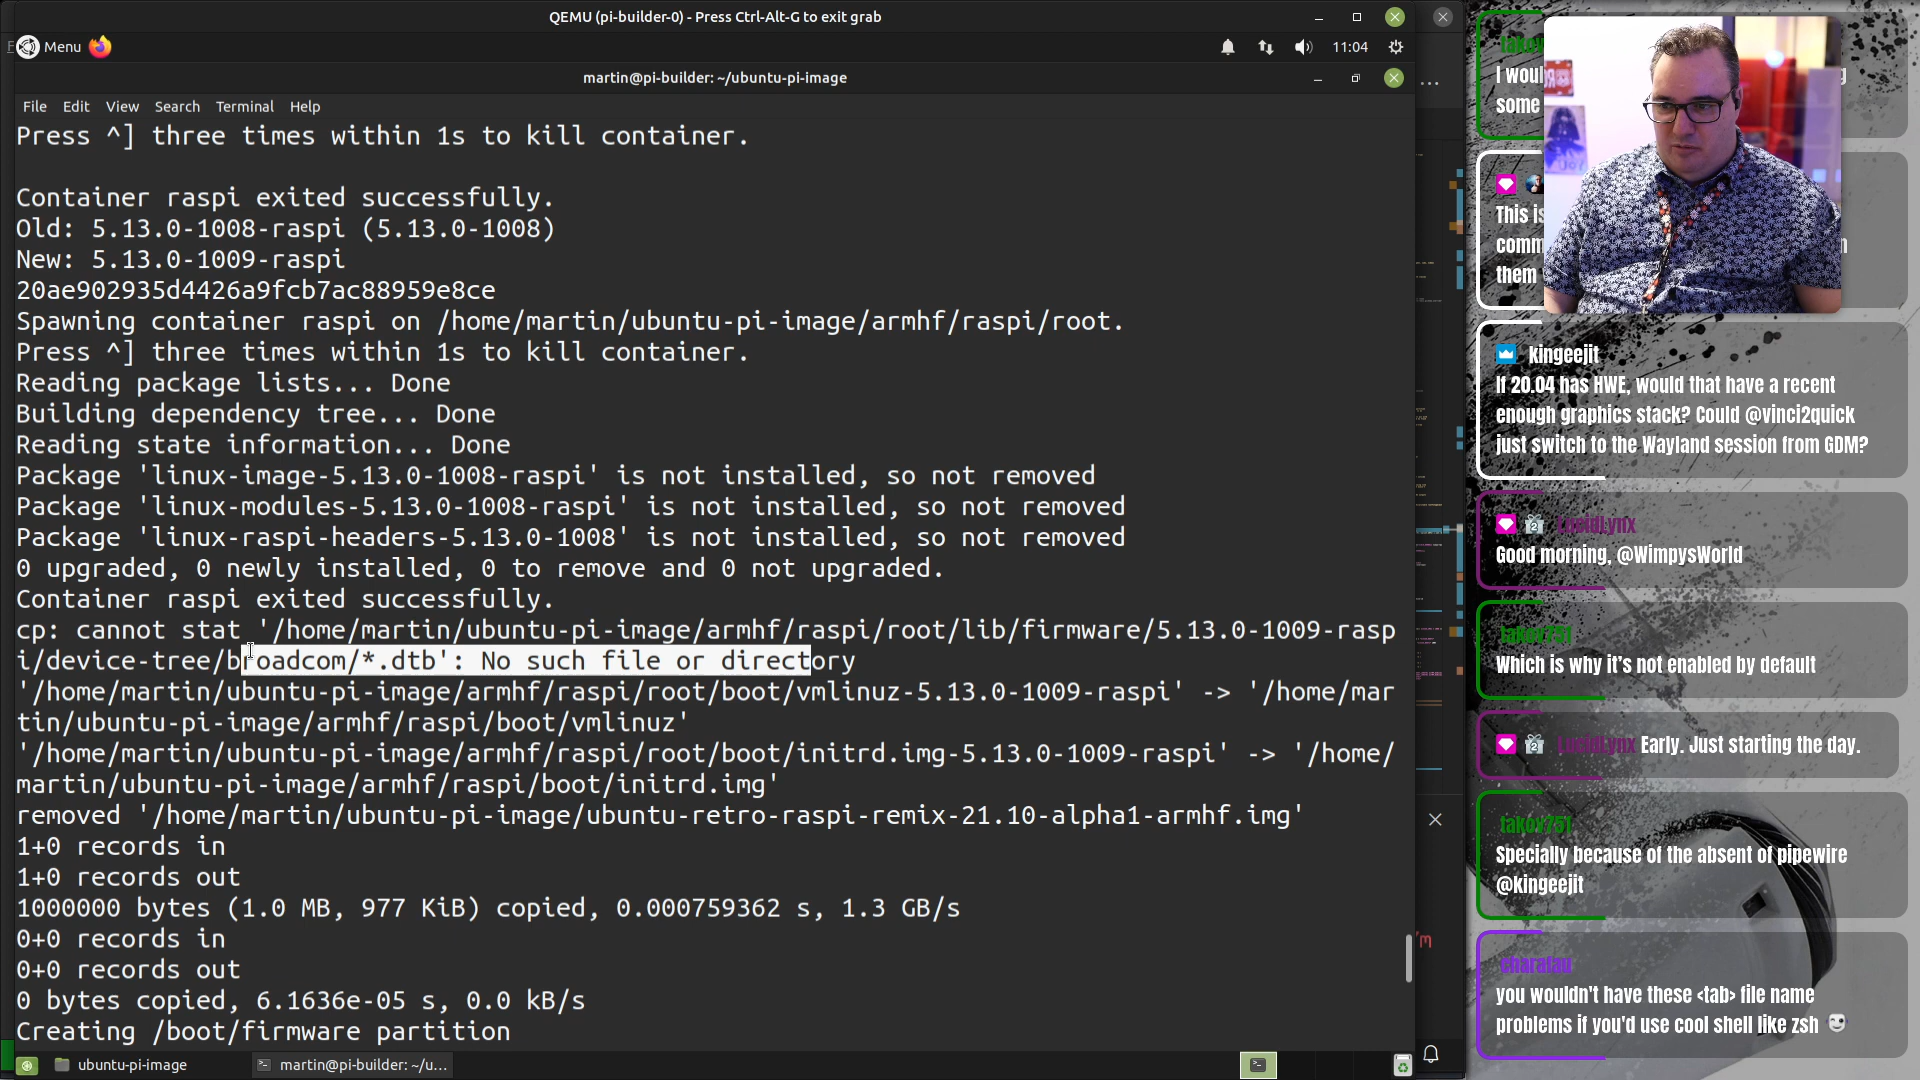 QEMU (pi-builder-0) - Press Ctrl-Alt-G to exit grab
Menu
11:04
martin@pi-builder: ~/ubuntu-pi-image
File Edit View Search Terminal Help
Press ^] three times within 1s to kill container.
Container raspi exited successfully.
Old: 5.13.0-1008-raspi (5.13.0-1008)
New: 5.13.0-1009-raspi
20ae902935d4426a9fcb7ac88959e8ce
Spawning container raspi on /home/martin/ubuntu-pi-image/armhf/raspi/root.
Press ^] three times within 1s to kill container.
Reading package lists... Done
Building dependency tree... Done
Reading state information... Done
Package 'linux-image-5.13.0-1008-raspi' is not installed, so not removed
Package 'linux-modules-5.13.0-1008-raspi' is not installed, so not removed
Package 'linux-raspi-headers-5.13.0-1008' is not installed, so not removed
0 upgraded, 0 newly installed, 0 to remove and 0 not upgraded.
Container raspi exited successfully.
cp: cannot stat '/home/martin/ubuntu-pi-image/armhf/raspi/root/lib/firmware/5.13.0-1009-rasp
i/device-tree/broadcom/*.dtb': No such file or directory
'/home/martin/ubuntu-pi-image/armhf/raspi/root/boot/vmlinuz-5.13.0-1009-raspi' -> '/home/mar
tin/ubuntu-pi-image/armhf/raspi/boot/vmlinuz'
'/home/martin/ubuntu-pi-image/armhf/raspi/root/boot/initrd.img-5.13.0-1009-raspi' -> '/home/
martin/ubuntu-pi-image/armhf/raspi/boot/initrd.img'
removed '/home/martin/ubuntu-pi-image/ubuntu-retro-raspi-remix-21.10-alpha1-armhf.img'
1+0 records in
1+0 records out
1000000 bytes (1.0 MB, 977 KiB) copied, 0.000759362 s, 1.3 GB/s
0+0 records in
0+0 records out
0 bytes copied, 6.1636e-05 s, 0.0 kB/s
Creating /boot/firmware partition
ubuntu-pi-image
martin@pi-builder: ~/u...
I
some
This is
them
kingeejit
If 20.04 has HWE, would that have a recent
enough graphics stack? Could @vinci2quick
just switch to the Wayland session from GDM?
LucidLynx
Good morning, @WimpysWorld
takov751
Which is why it's not enabled by default
LucidLynx Early. Just starting the day.
takov751
Specially because of the absent of pipewire
@kingeejit
charafau
you wouldn't have these <tab> file name
problems if you'd use cool shell like zsh